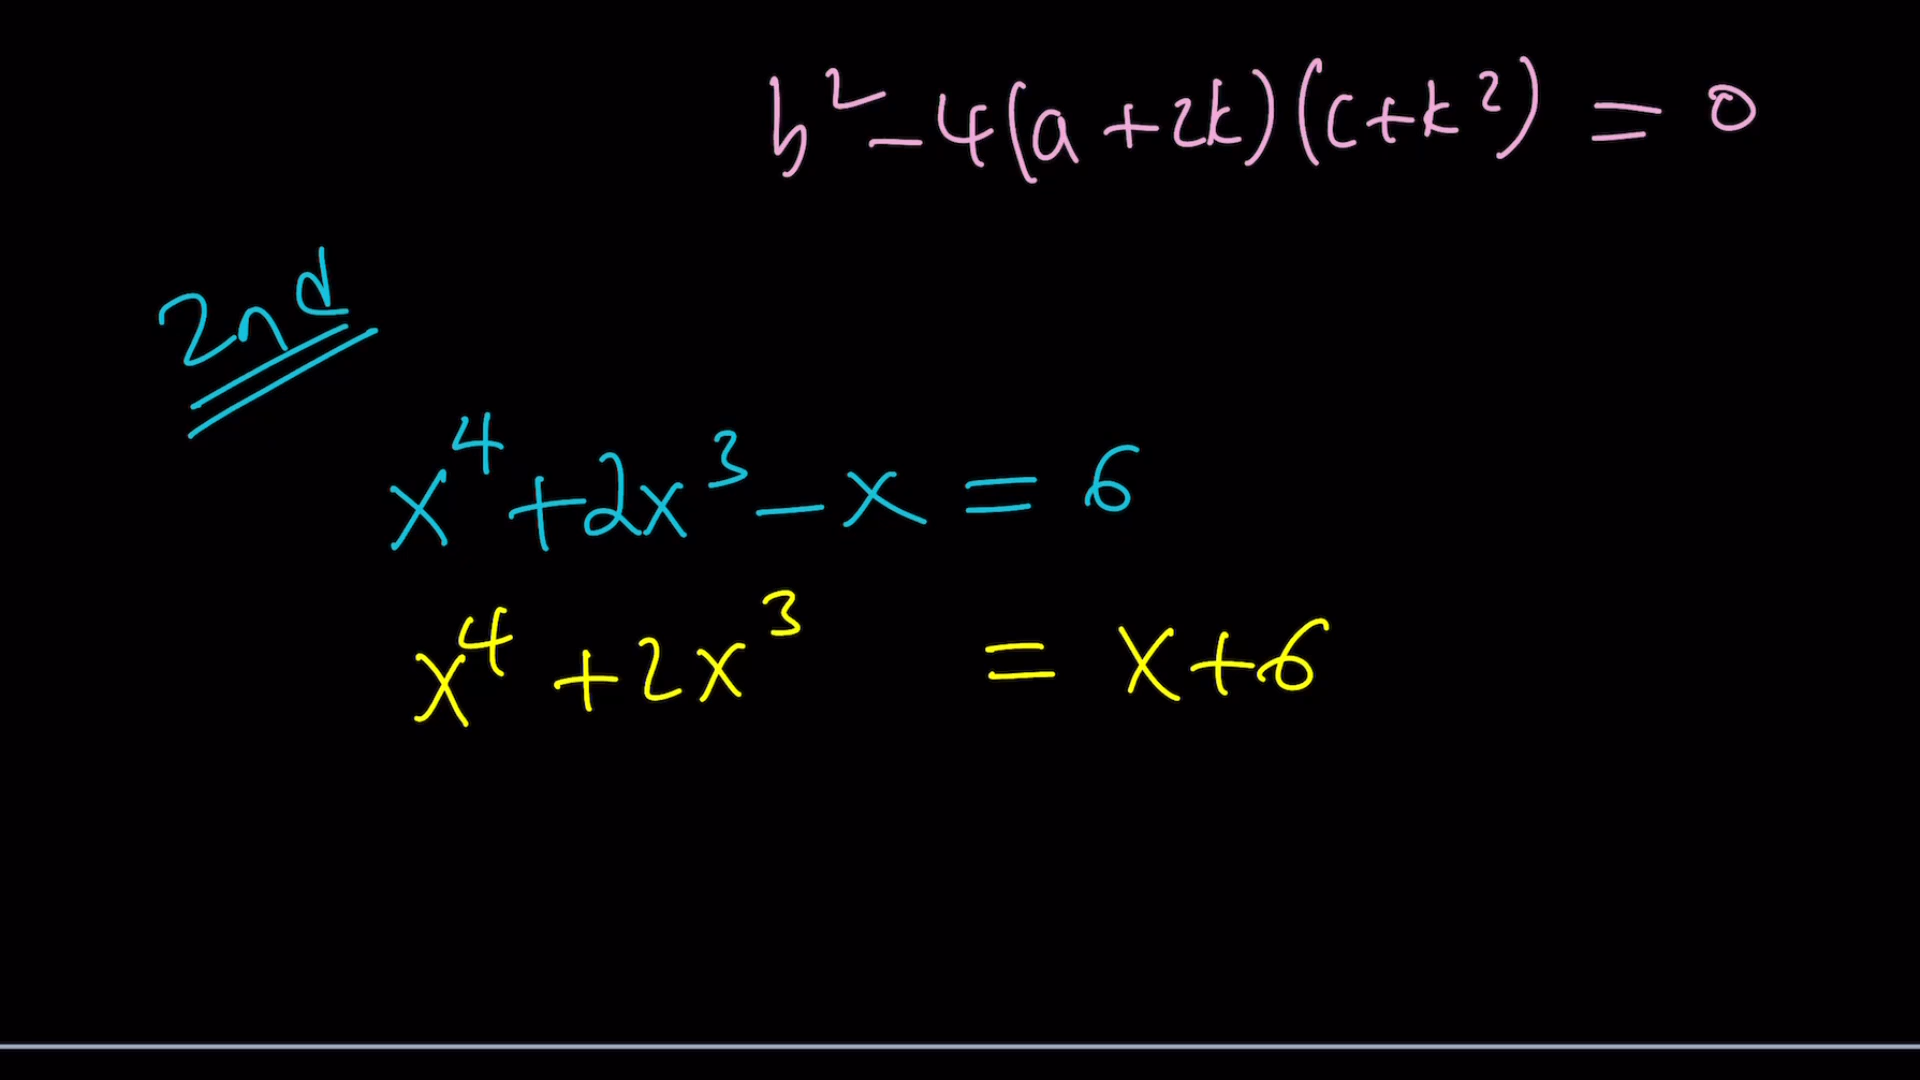 b² - 4(a + 2k)(c + k²) = 0
2nd
x⁴ + 2x³ - x = 6
x⁴ + 2x³ = x + 6